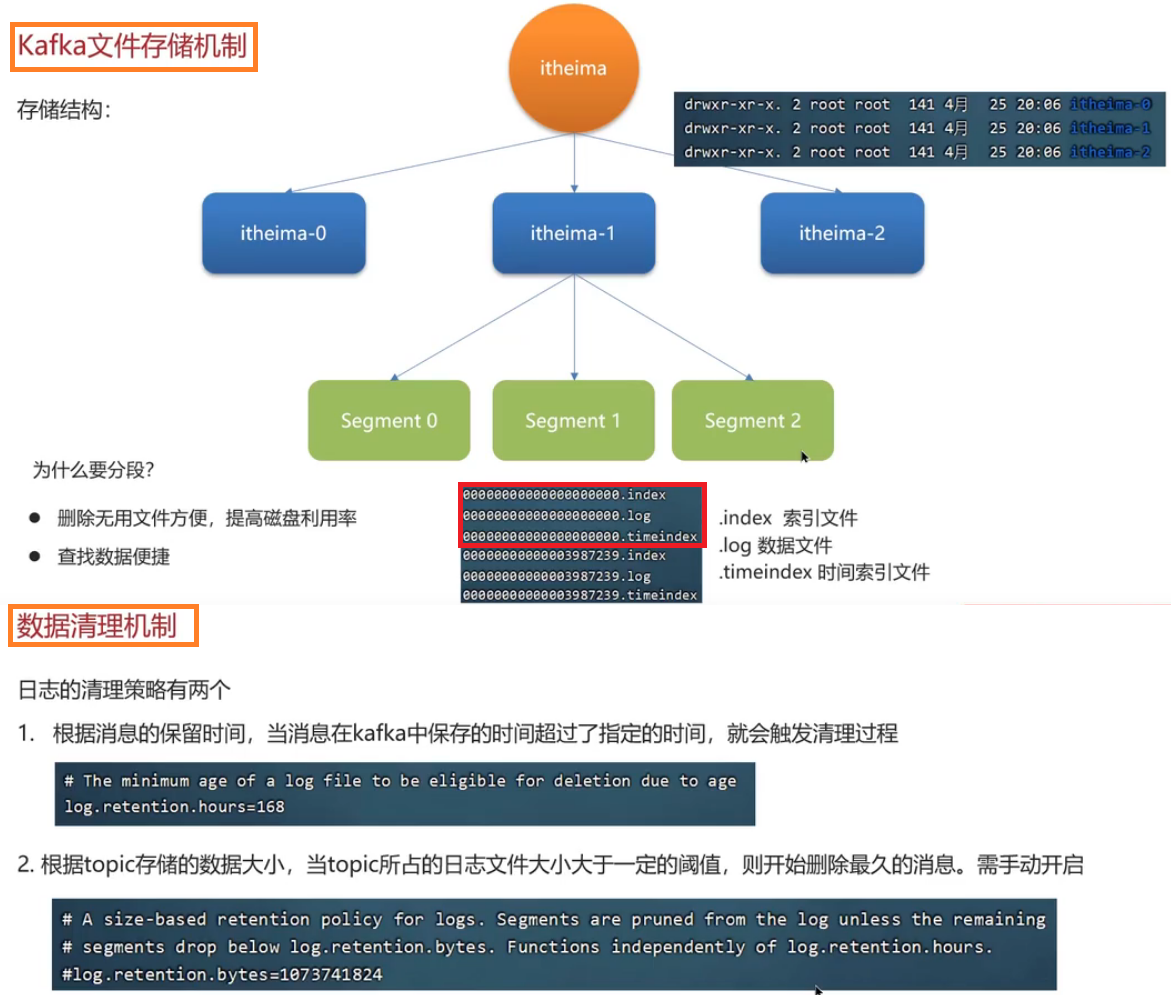 Kafka文件存储机制
itheima
存储结构：
drwxr-xr-x. 2 root root 141 4月 25 20:06 itheima-0
drwxr-xr-x. 2 root root 141 4月 25 20:06 itheima-1
drwxr-xr-x. 2 root root 141 4月 25 20:06 itheima-2
itheima-0
itheima-1
itheima-2
Segment 0
Segment 1
Segment 2
为什么要分段？
● 删除无用文件方便，提高磁盘利用率
● 查找数据便捷
00000000000000000000.index
00000000000000000000.log
00000000000000000000.timeindex
00000000000003987239.index
00000000000003987239.log
00000000000003987239.timeindex
.index 索引文件
.log 数据文件
.timeindex 时间索引文件
数据清理机制
日志的清理策略有两个
1. 根据消息的保留时间，当消息在kafka中保存的时间超过了指定的时间，就会触发清理过程
# The minimum age of a log file to be eligible for deletion due to age
log.retention.hours=168
2. 根据topic存储的数据大小，当topic所占的日志文件大小大于一定的阈值，则开始删除最久的消息。需手动开启
# A size-based retention policy for logs. Segments are pruned from the log unless the remaining
# segments drop below log.retention.bytes. Functions independently of log.retention.hours.
#log.retention.bytes=1073741824